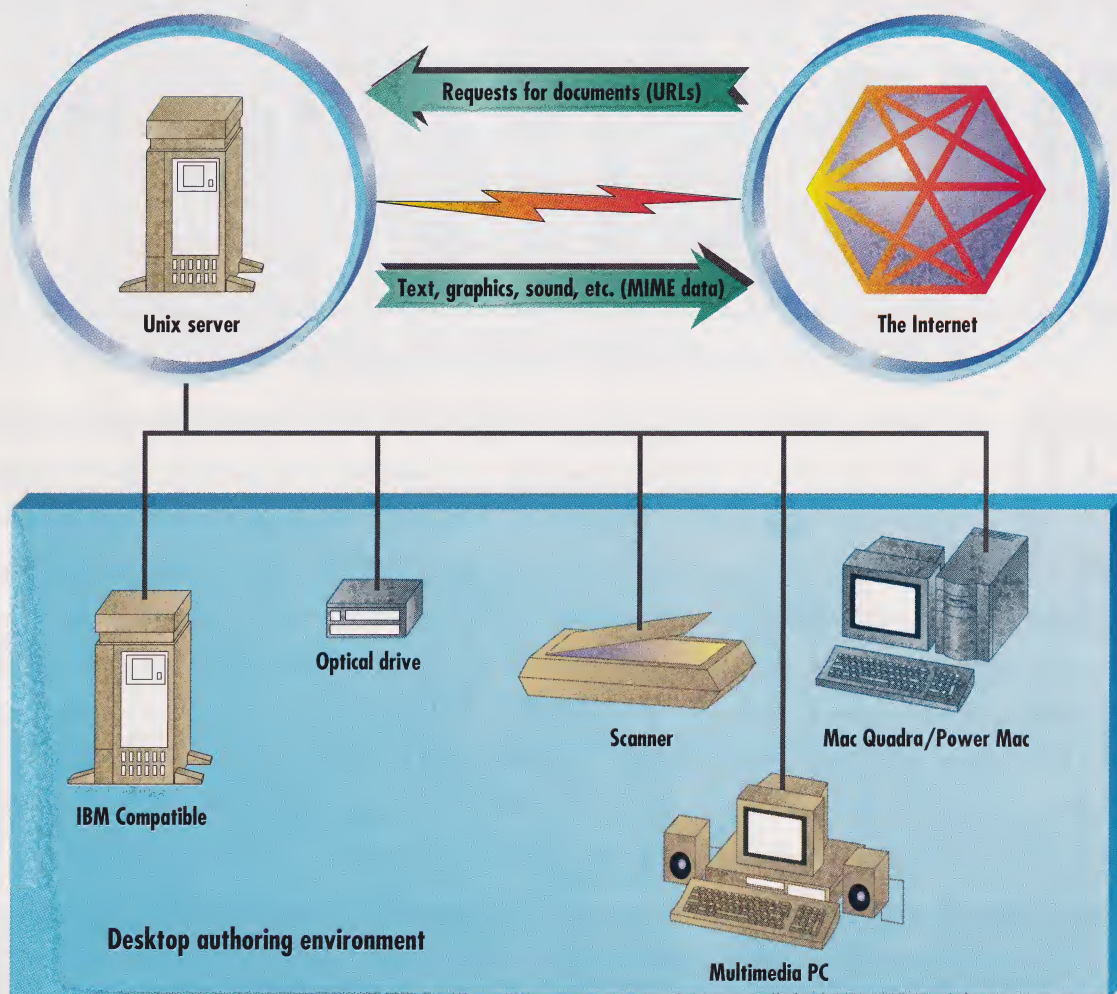 Requests for documents (URLs)
Text, graphics, sound, etc. (MIME data)
Unix server
The Internet
Optical drive
Scanner
Mac Quadra/Power Mac
IBM Compatible
Desktop authoring environment
Multimedia PC